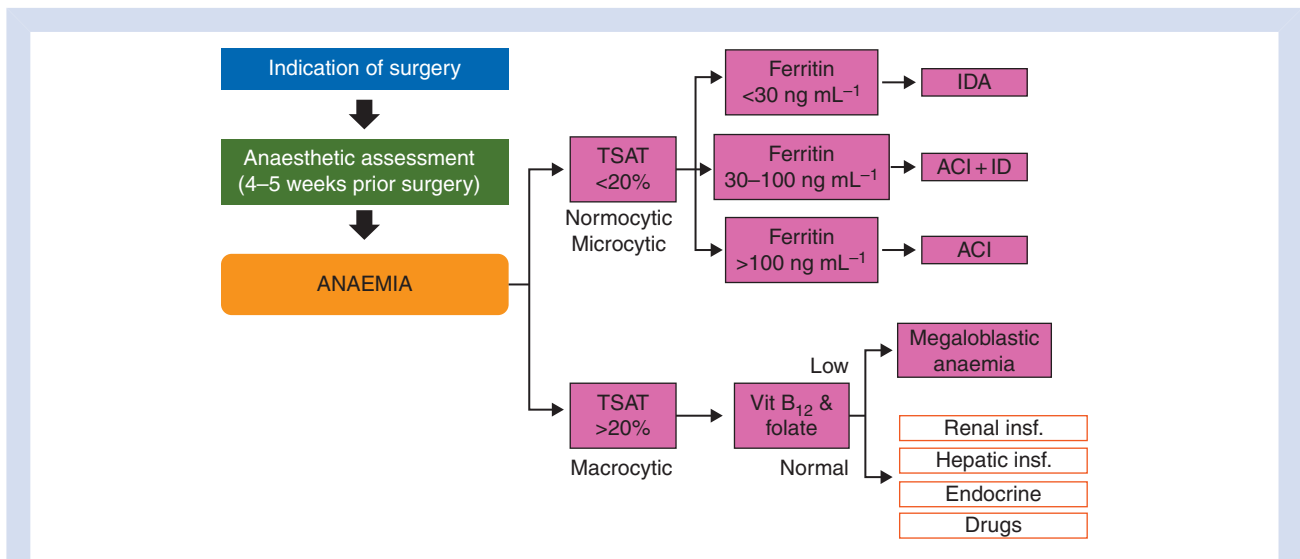 Indication of surgery
Anaesthetic assessment
(4–5 weeks prior surgery)
ANAEMIA
TSAT
<20%
Normocytic
Microcytic
Ferritin
<30 ng mL⁻¹
IDA
Ferritin
30–100 ng mL⁻¹
ACI + ID
Ferritin
>100 ng mL⁻¹
ACI
TSAT
>20%
Macrocytic
Low
Vit B₁₂ &
folate
Normal
Megaloblastic
anaemia
Renal insf.
Hepatic insf.
Endocrine
Drugs